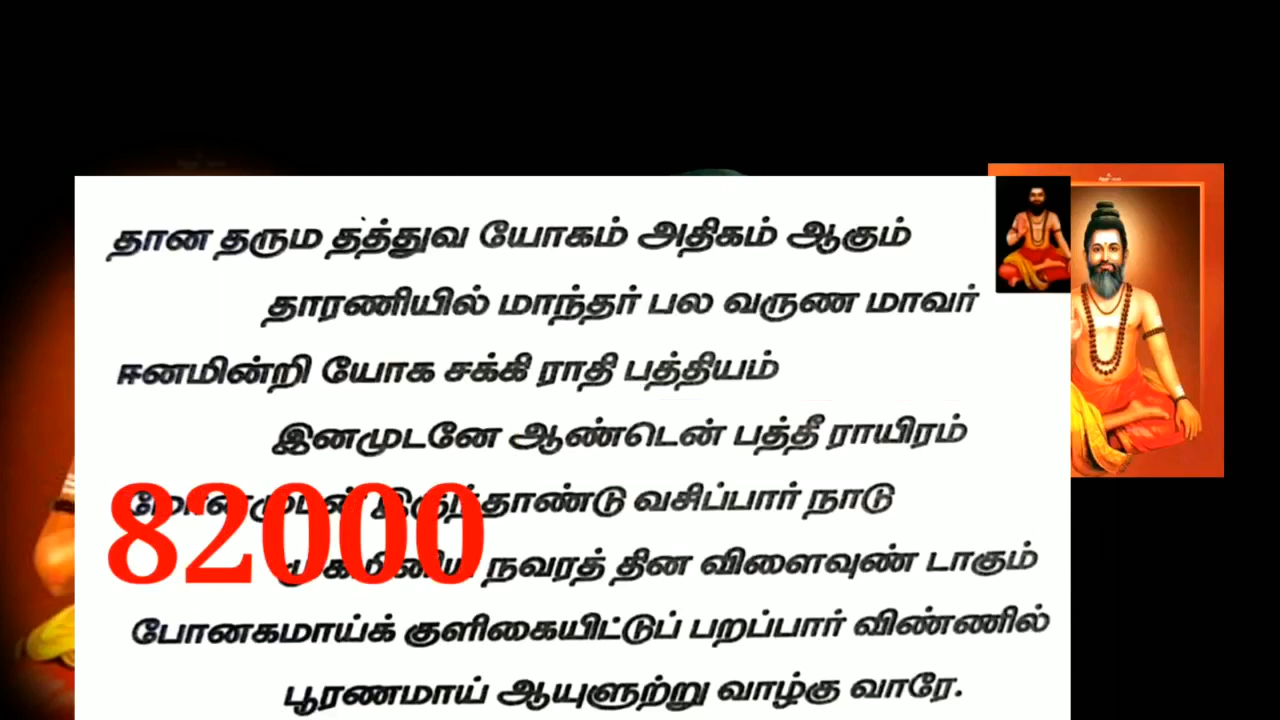 தான தரும தத்துவ யோகம் அதிகம் ஆகும்
தாரணியில் மாந்தர் பல வருண மாவர்
ஈனமின்றி யோக சக்கி ராதி பத்தியம்
இனமுடனே ஆண்டென் பத்தீ ராயிரம்
இருந்தாண்டு வசிப்பார் நாடு
82000
நவரத் தின விளைவுண் டாகும்
போனகமாய்க் குளிகையிட்டுப் பறப்பார் விண்ணில்
பூரணமாய் ஆயுளுற்று வாழ்கு வாரே.